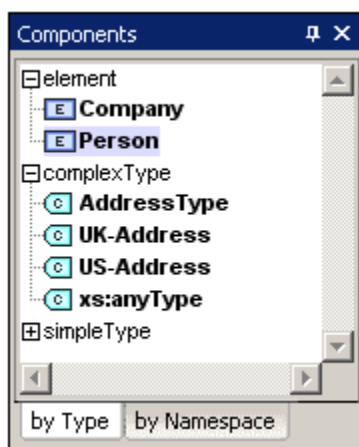 Components
element
E Company
E Person
complexType
C AddressType
C UK-Address
C US-Address
C xs:anyType
simpleType
by Type by Namespace